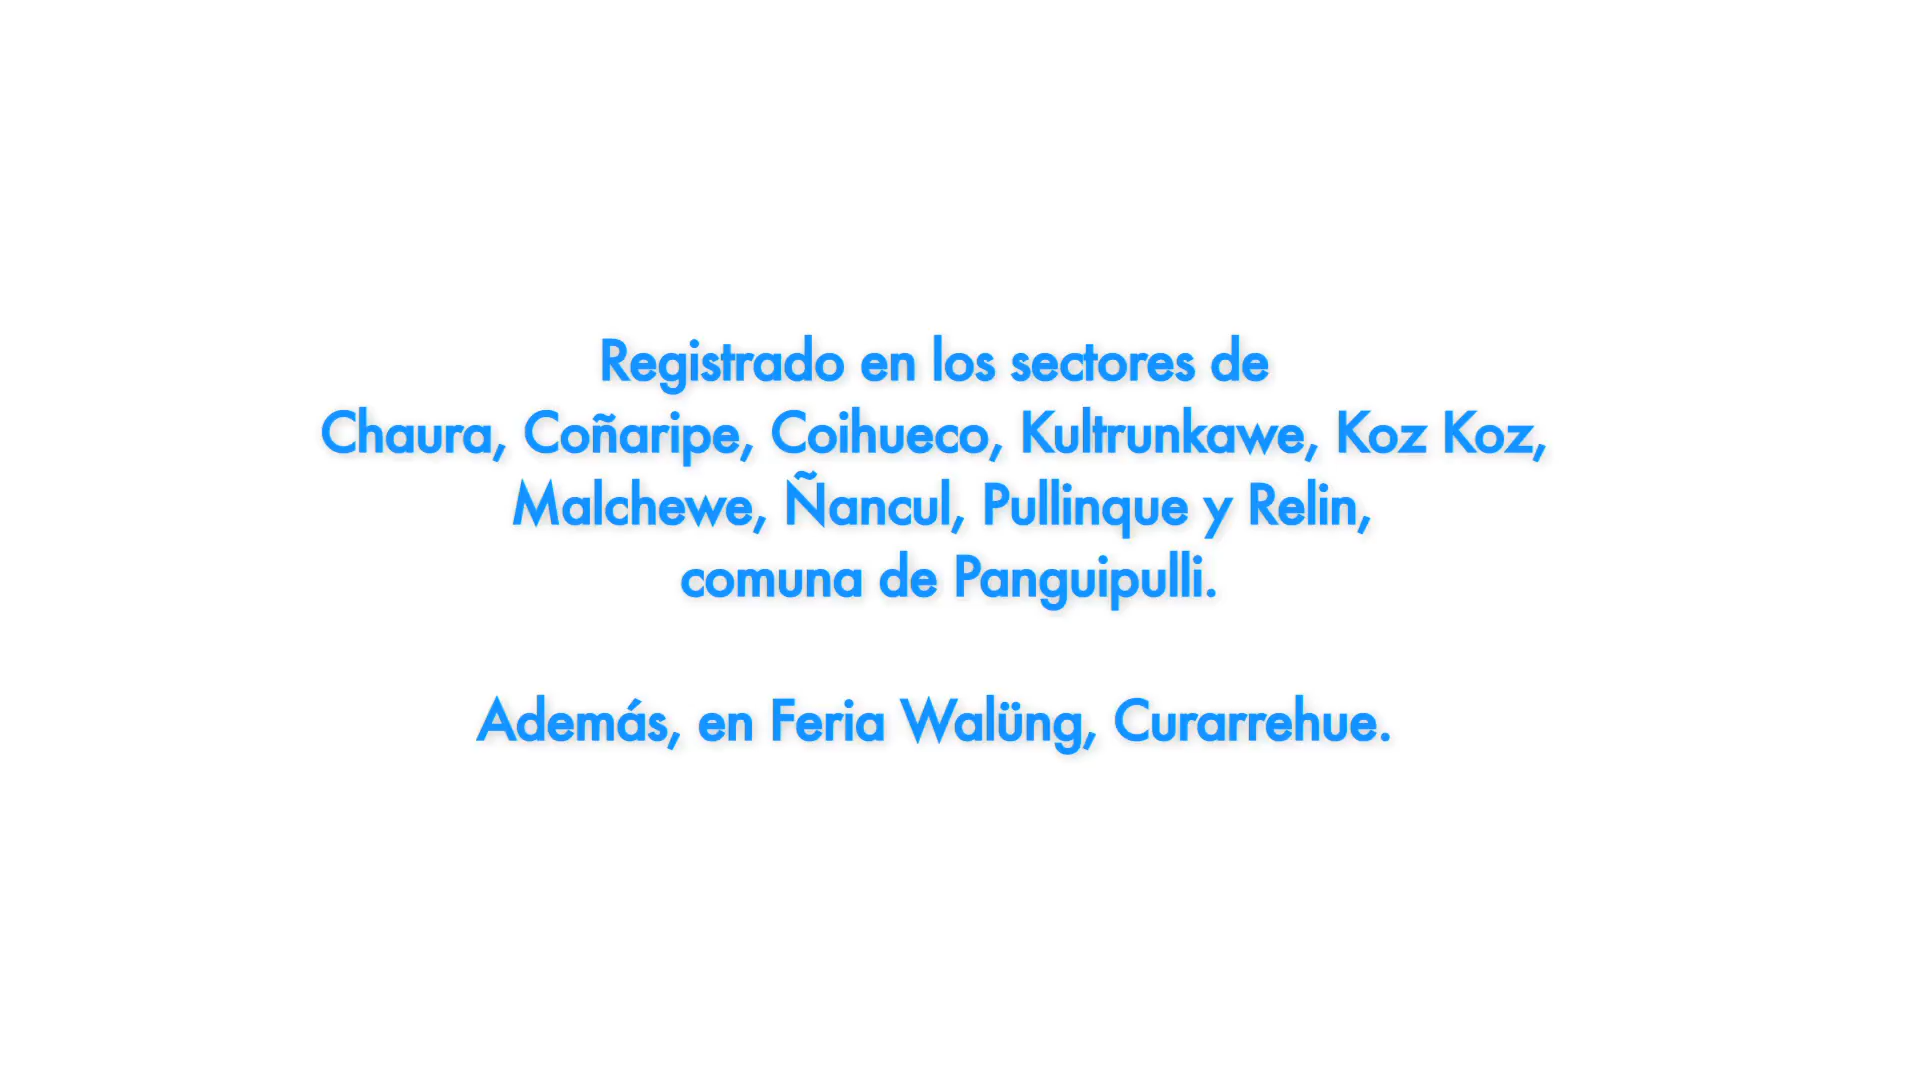 Registrado en los sectores de
Chaura, Coñaripe, Coihueco, Kultrunkawe, Koz Koz,
Malchewe, Ñancul, Pullinque y Relin,
comuna de Panguipulli.
Además, en Feria Walüng, Curarrehue.